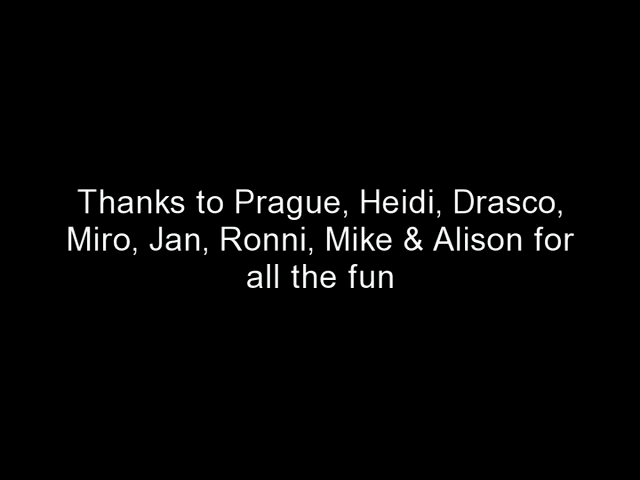 Thanks to Prague, Heidi, Drasco,
Miro, Jan, Ronni, Mike & Alison for
all the fun